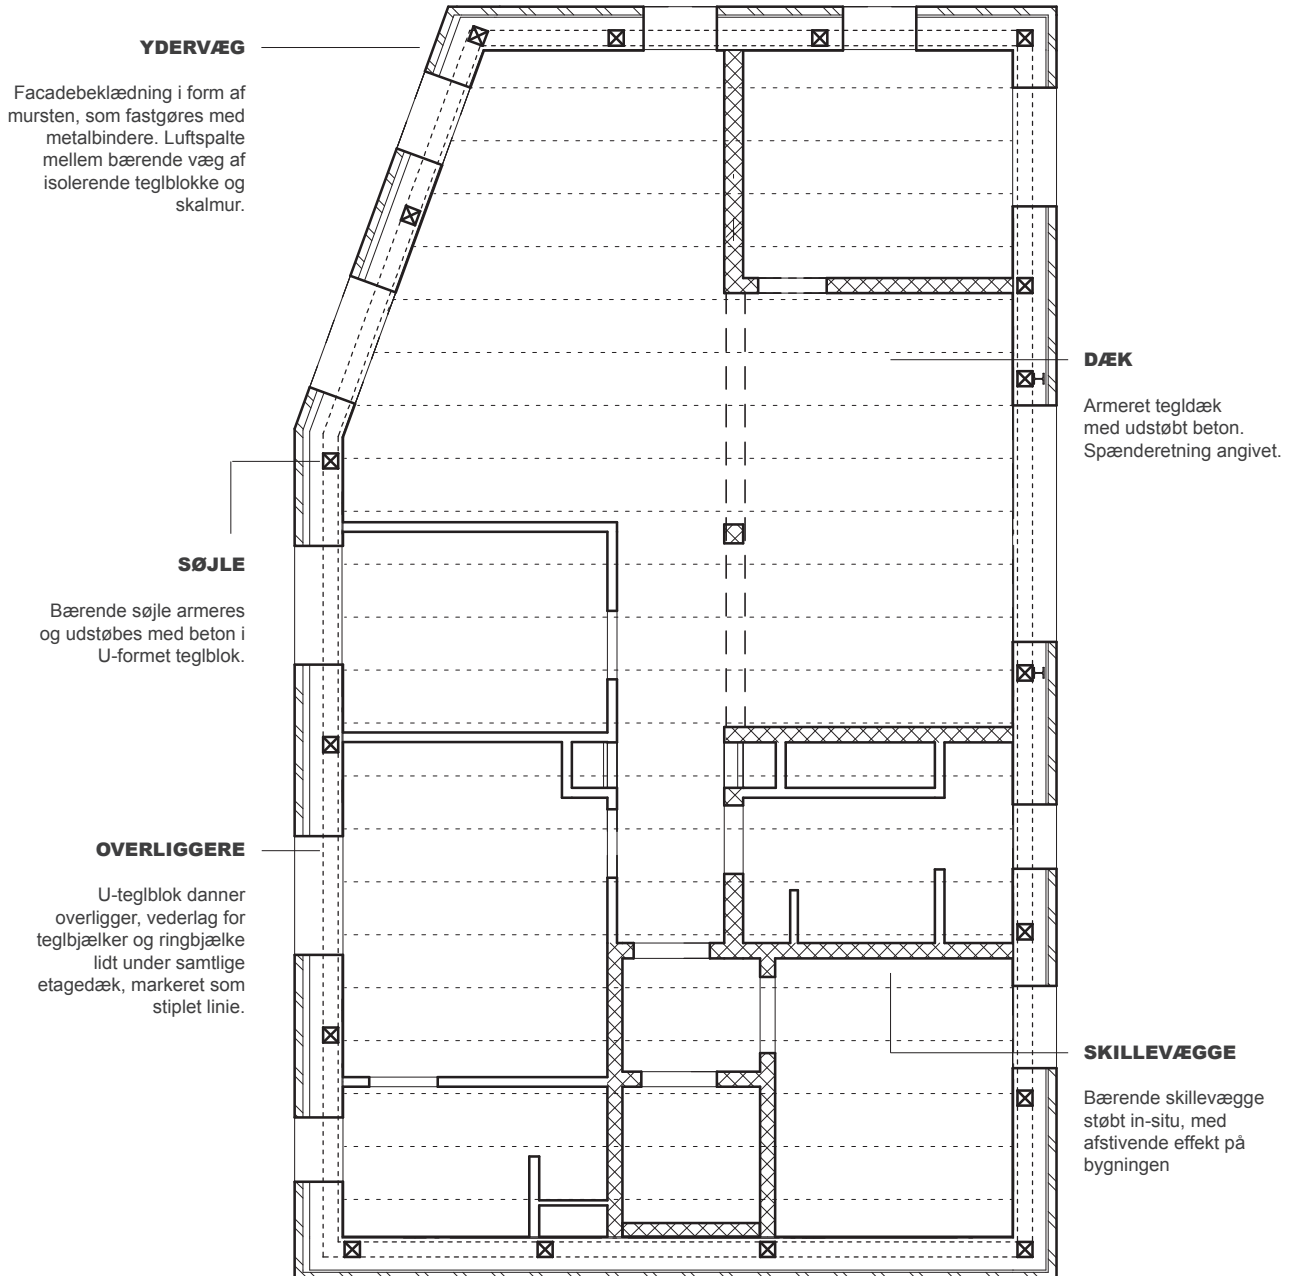 YDERVÆG
Facadebeklædning i form af
mursten, som fastgøres med
metalbindere. Luftspalte
mellem bærende væg af
isolerende teglblokke og
skalmur.
DÆK
Armeret tegldæk
med udstøbt beton.
Spænderetning angivet.
SØJLE
Bærende søjle armeres
og udstøbes med beton i
U-formet teglblok.
OVERLIGGERE
U-teglblok danner
overligger, vederlag for
teglbjælker og ringbjælke
lidt under samtlige
etagedæk, markeret som
stiplet linie.
SKILLEVÆGGE
Bærende skillevægge
støbt in-situ, med
afstivende effekt på
bygningen